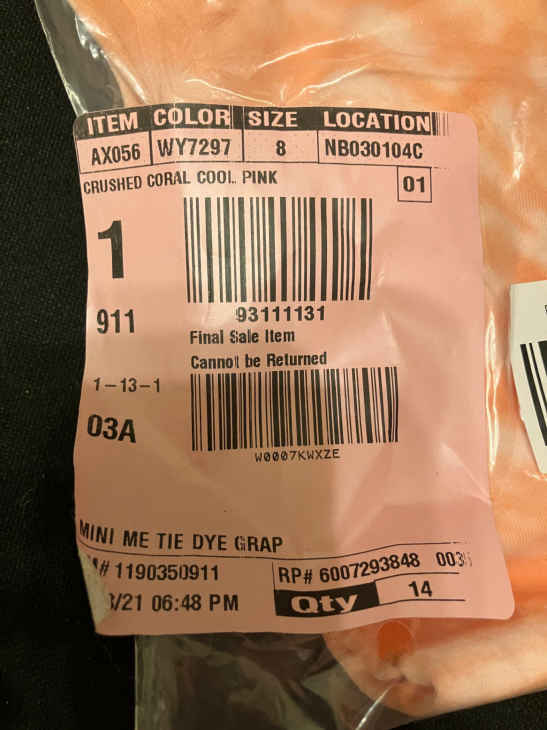 ITEM COLOR SIZE LOCATION
AX056 WY7297 8 NB030104C
CRUSHED CORAL COOL PINK 01
1
93111131
911
Final Sale Item
Cannot be Returned
1-13-1
03A
W0007KWXZE
MINI ME TIE DYE GRAP
# 1190350911 RP# 6007293848
/21 06:48 PM Qty 14